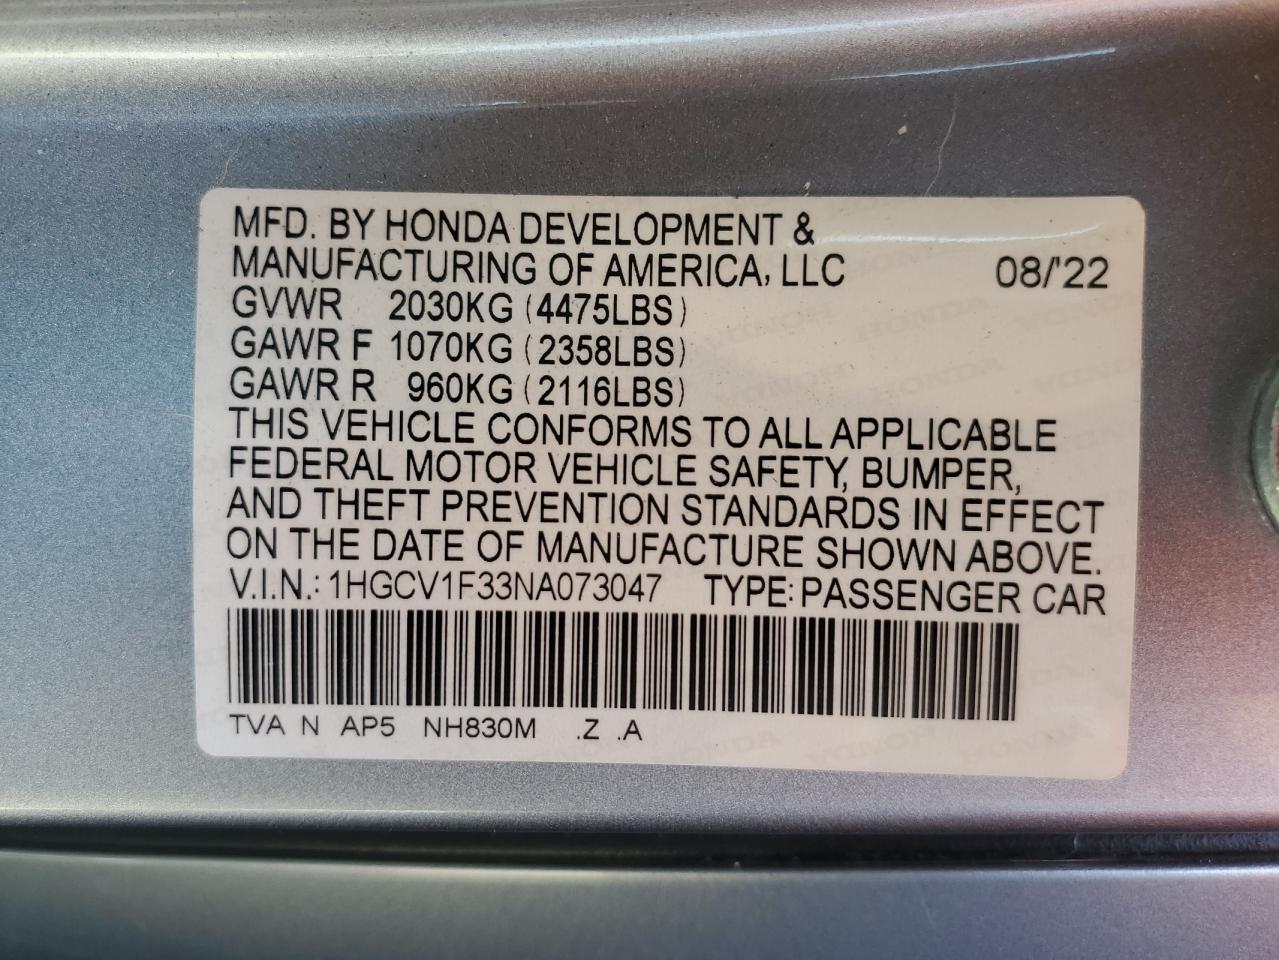 MFD. BY HONDA DEVELOPMENT &
MANUFACTURING OF AMERICA, LLC 08/'22
GVWR 2030KG (4475LBS)
GAWR F 1070KG (2358LBS)
GAWR R 960KG (2116LBS)
THIS VEHICLE CONFORMS TO ALL APPLICABLE
FEDERAL MOTOR VEHICLE SAFETY, BUMPER,
AND THEFT PREVENTION STANDARDS IN EFFECT
ON THE DATE OF MANUFACTURE SHOWN ABOVE.
V.I.N.: 1HGCV1F33NA073047 TYPE: PASSENGER CAR
TVA N AP5 NH830M .Z .A